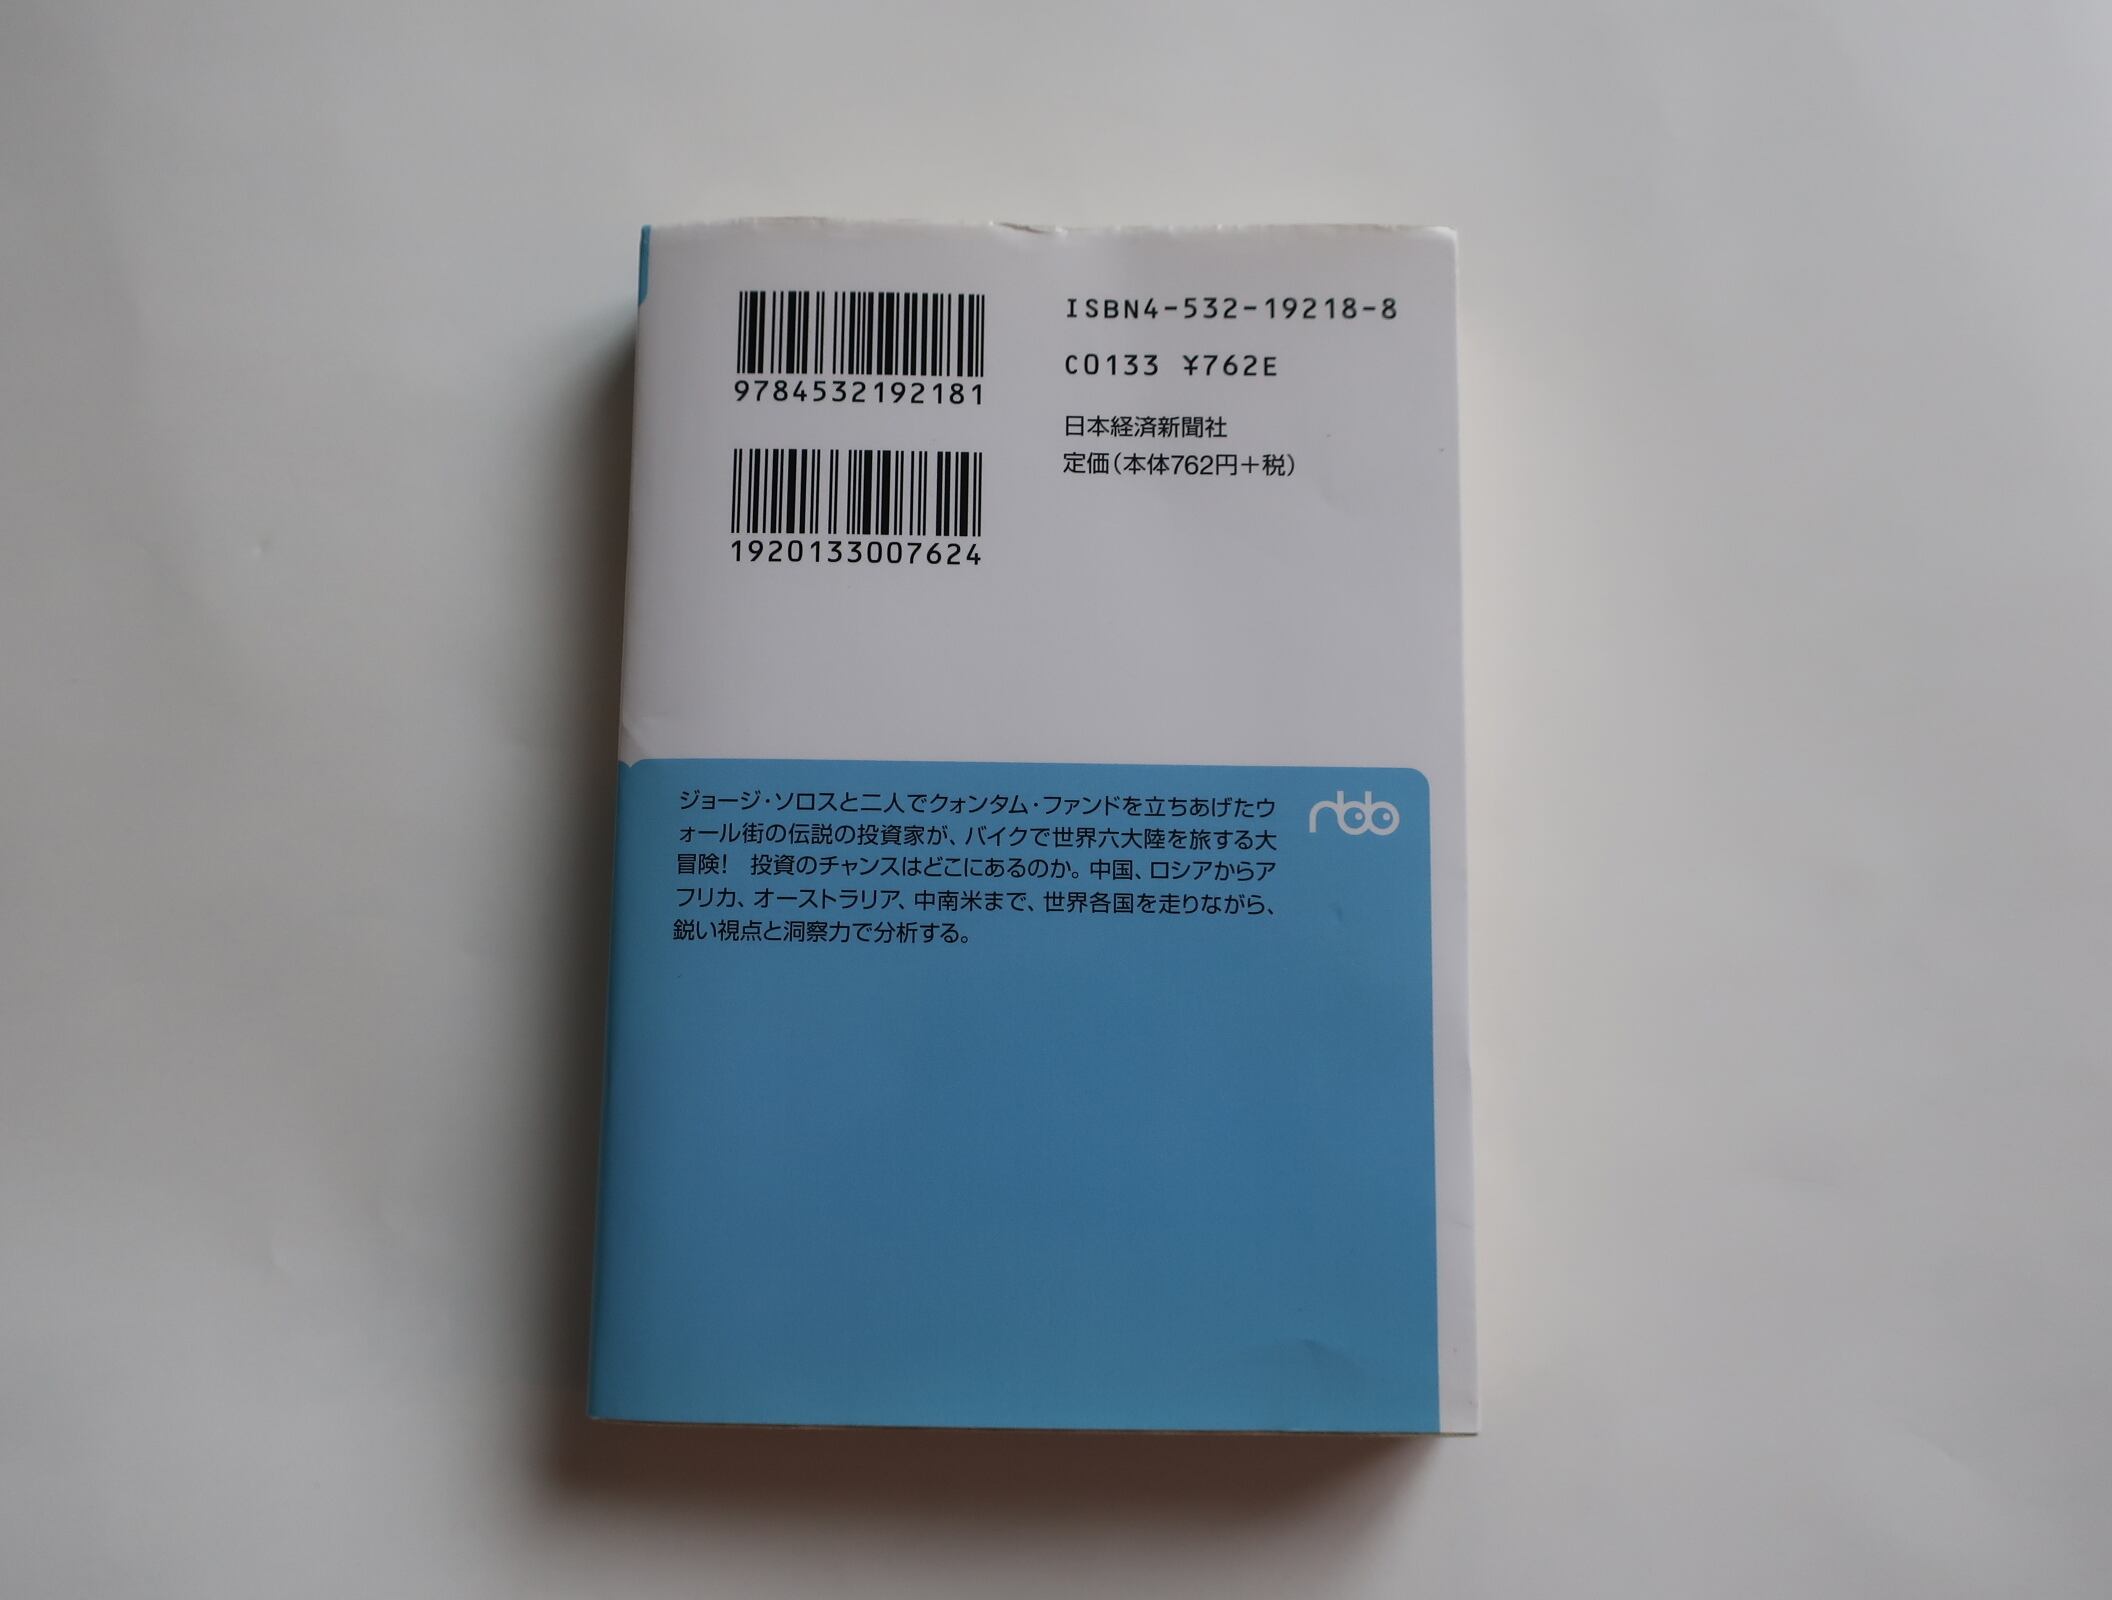 9784532192181
1920133007624
ISBN4-532-19218-8
C0133 ¥762E
日本経済新聞社
定価(本体762円+税)
ジョージ・ソロスと二人でクォンタム・ファンドを立ちあげたウ
ォール街の伝説の投資家が、バイクで世界六大陸を旅する大
冒険! 投資のチャンスはどこにあるのか。中国、ロシアからア
フリカ、オーストラリア、中南米まで、世界各国を走りながら、
鋭い視点と洞察力で分析する。
nbb